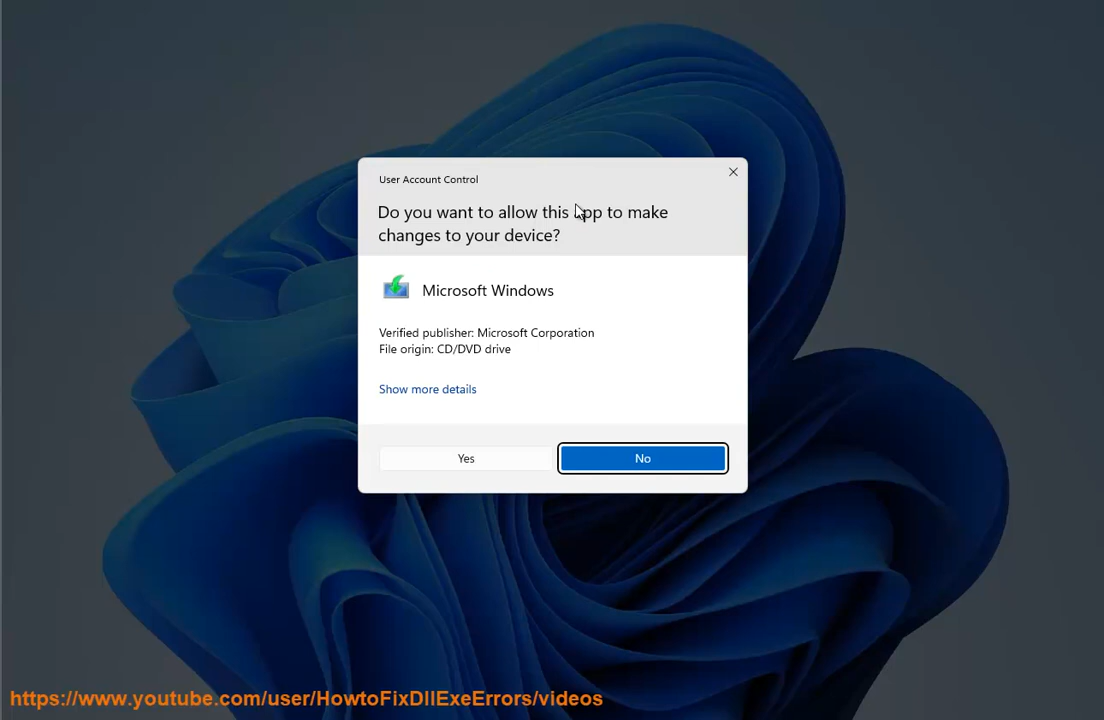 User Account Control
Do you want to allow this app to make
changes to your device?
Microsoft Windows
Verified publisher: Microsoft Corporation
File origin: CD/DVD drive
Show more details
Yes
No
https://www.youtube.com/user/HowtoFixDllExeErrors/videos